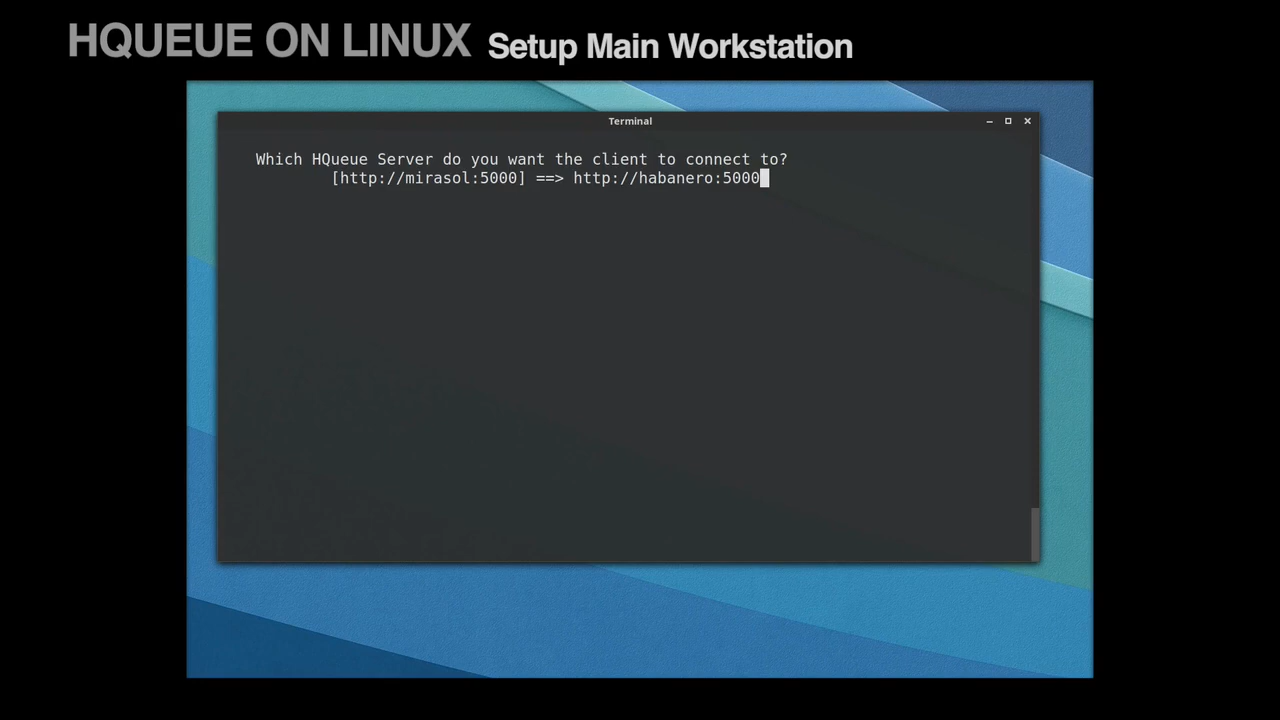 HQUEUE ON LINUX Setup Main Workstation
Terminal
Which HQueue Server do you want the client to connect to?
[http://mirasol:5000] ==> http://habanero:5000